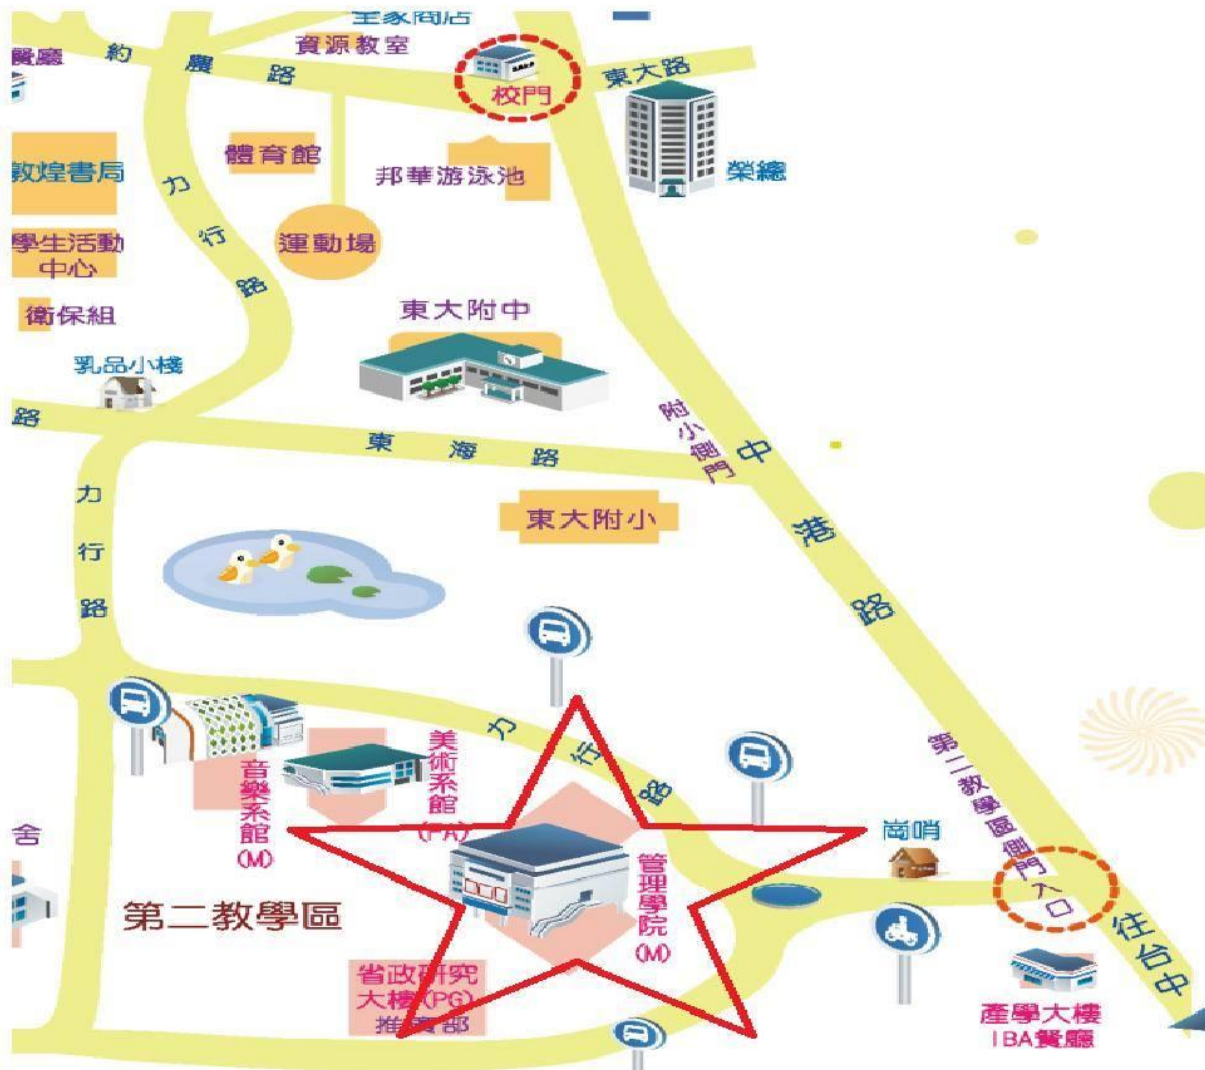 全家商店
資源教室
餐廳
約農路
校門
東大路
敦煌書局
體育館
邦華游泳池
榮總
力行路
學生活動
中心
運動場
衛保組
東大附中
乳品小棧
路
東海路
附小側門
中港路
力行路
東大附小
力行路
音樂系館
(M)
美術系館
(FA)
管理學院
(M)
第二教學區側門入口
崗哨
舍
第二教學區
省政研究
大樓(PG)
推廣部
往台中
產學大樓
IBA餐廳